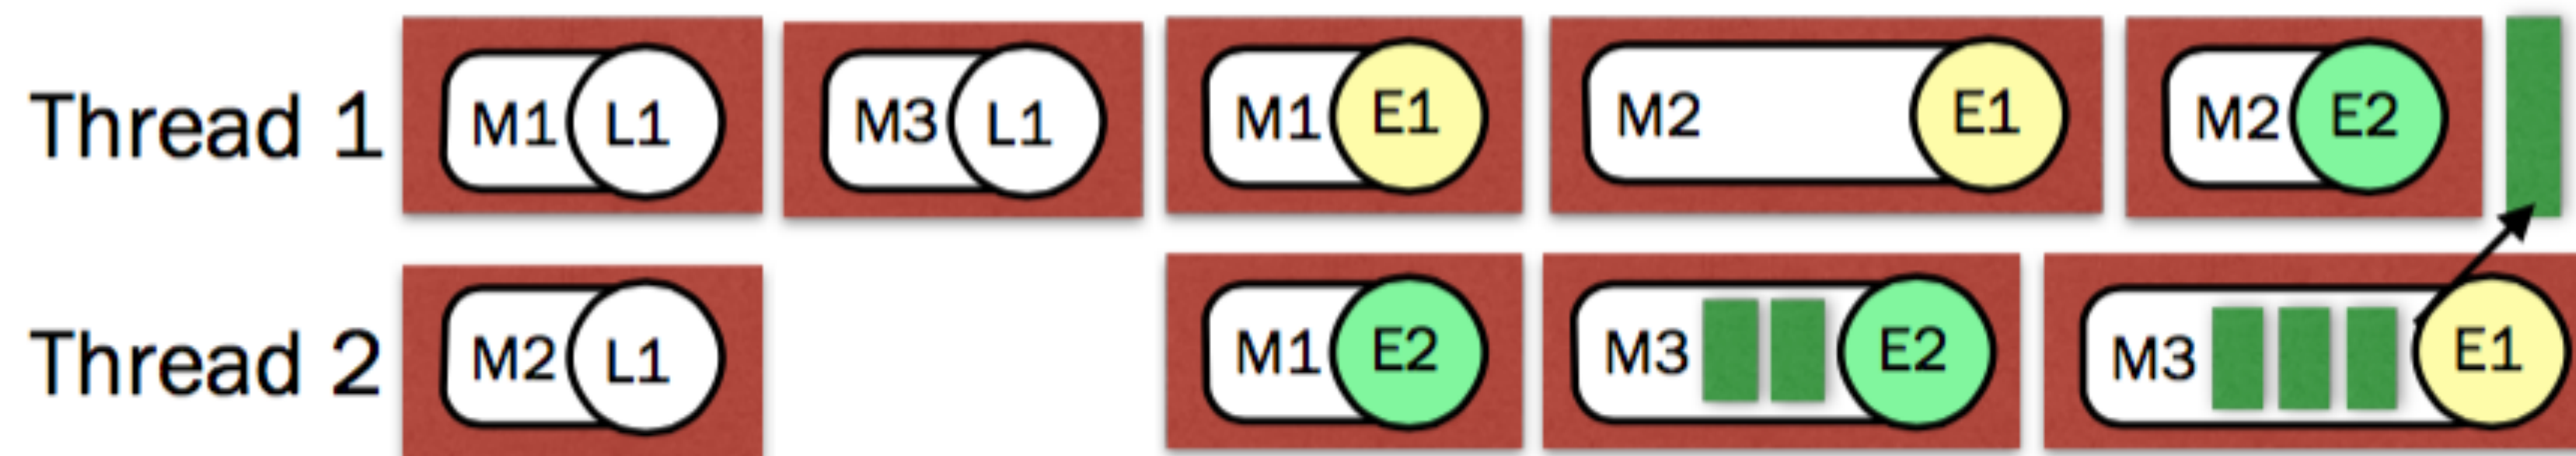 Thread 1 M1 L1 M3 L1 M1 E1 M2 E1 M2 E2
Thread 2 M2 L1 M1 E2 M3 E2 M3 E1